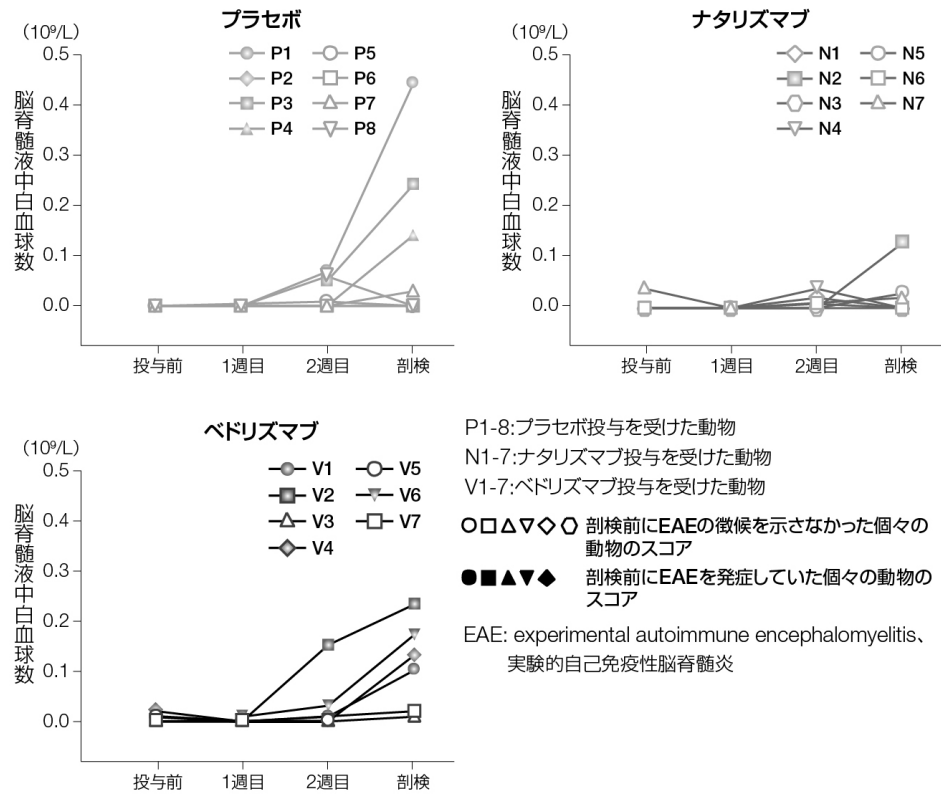 プラセボ
(10⁹/L)
0.5
0.4
0.3
0.2
0.1
0.0
脳脊髄液中白血球数
P1
P2
P3
P4
P5
P6
P7
P8
投与前 1週目 2週目 剖検
ナタリズマブ
(10⁹/L)
0.5
0.4
0.3
0.2
0.1
0.0
脳脊髄液中白血球数
N1
N2
N3
N4
N5
N6
N7
投与前 1週目 2週目 剖検
ベドリズマブ
(10⁹/L)
0.5
0.4
0.3
0.2
0.1
0.0
脳脊髄液中白血球数
V1
V2
V3
V4
V5
V6
V7
投与前 1週目 2週目 剖検
P1-8:プラセボ投与を受けた動物
N1-7:ナタリズマブ投与を受けた動物
V1-7:ベドリズマブ投与を受けた動物
剖検前にEAEの徴候を示さなかった個々の
動物のスコア
剖検前にEAEを発症していた個々の動物の
スコア
EAE: experimental autoimmune encephalomyelitis、
実験的自己免疫性脳脊髄炎